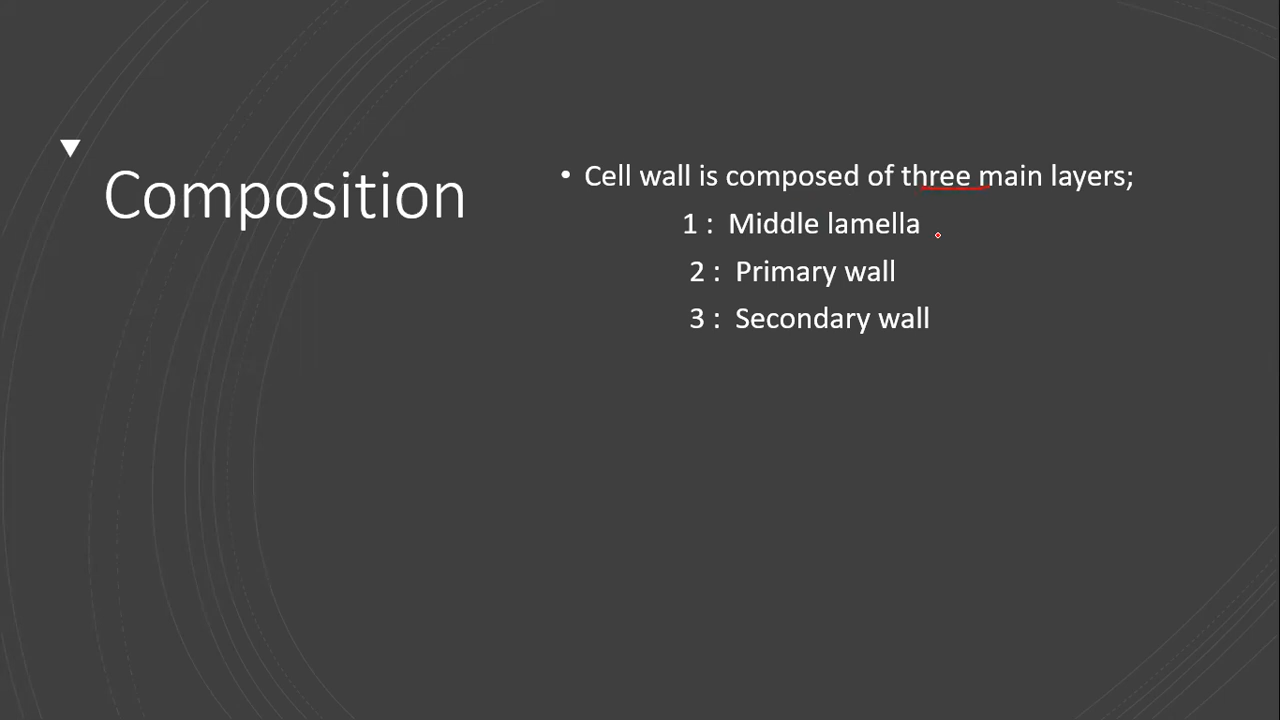 Composition
• Cell wall is composed of three main layers;
1 : Middle lamella
2 : Primary wall
3 : Secondary wall